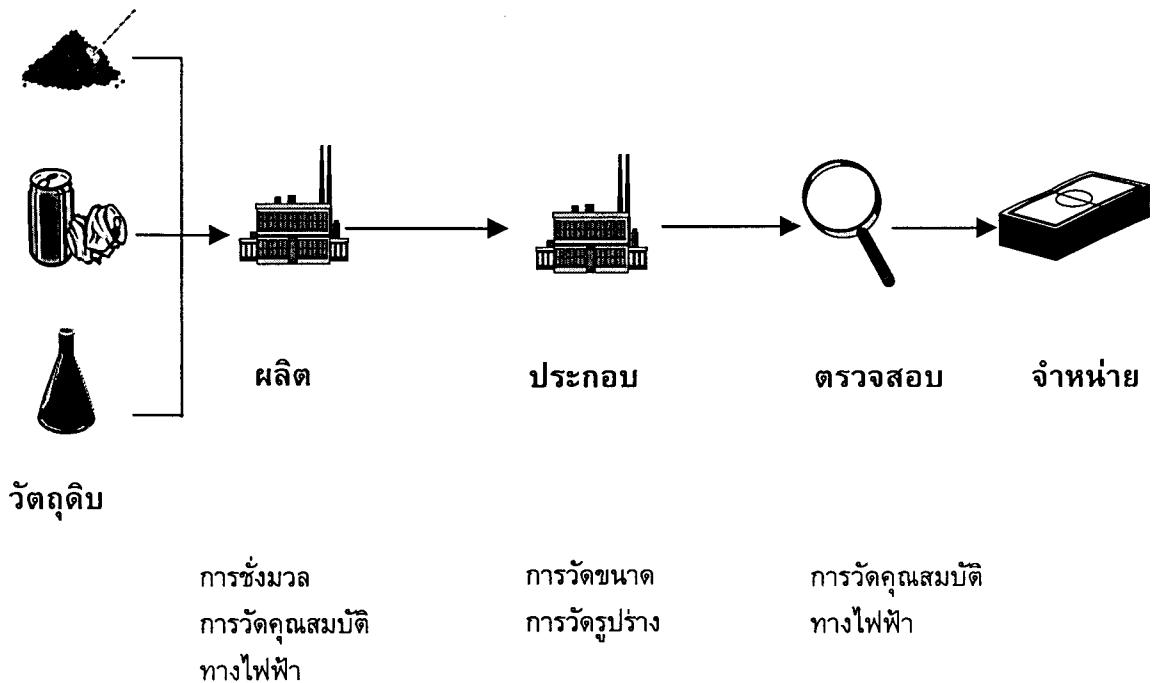 ผลิต
ประกอบ
ตรวจสอบ
จำหน่าย
วัตถุดิบ
การชั่งมวล
การวัดคุณสมบัติ
ทางไฟฟ้า
การวัดขนาด
การวัดรูปร่าง
การวัดคุณสมบัติ
ทางไฟฟ้า